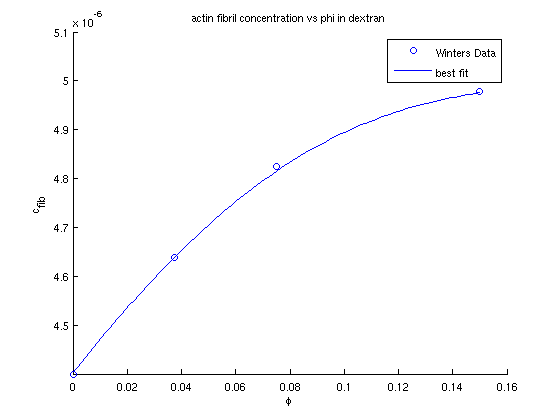 actin fibril concentration vs phi in dextran
x 10^-6
5.1
5
4.9
4.8
4.7
4.6
4.5
c_fib
0 0.02 0.04 0.06 0.08 0.1 0.12 0.14 0.16
ϕ
Winters Data
best fit